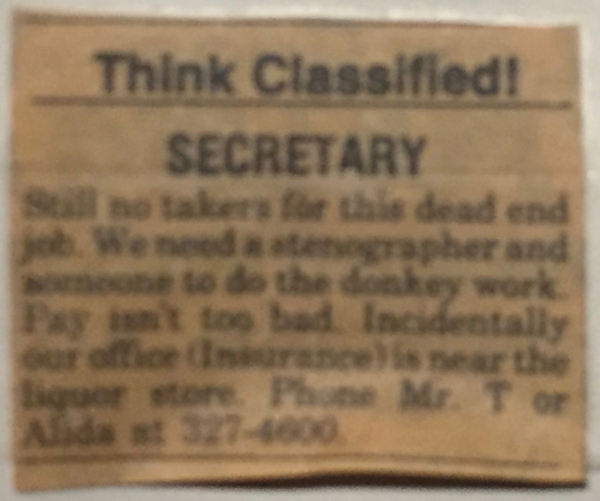 Think Classified!
SECRETARY
Still no takers for this dead end
job. We need a stenographer and
someone to do the donkey work.
Pay isn't too bad. Incidentally
our office (Insurance) is near the
liquor store. Phone Mr. T or
Alida at 327-4600.